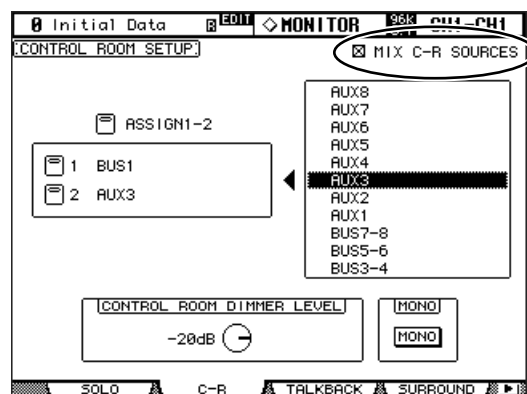 0 Initial Data EDIT ◇MONITOR 96K CH1-CH1
CONTROL ROOM SETUP
☒ MIX C-R SOURCES
ASSIGN1-2
1 BUS1
2 AUX3
AUX8
AUX7
AUX6
AUX5
AUX4
AUX3
AUX2
AUX1
BUS7-8
BUS5-6
BUS3-4
CONTROL ROOM DIMMER LEVEL
-20dB
MONO
MONO
SOLO C-R TALKBACK SURROUND